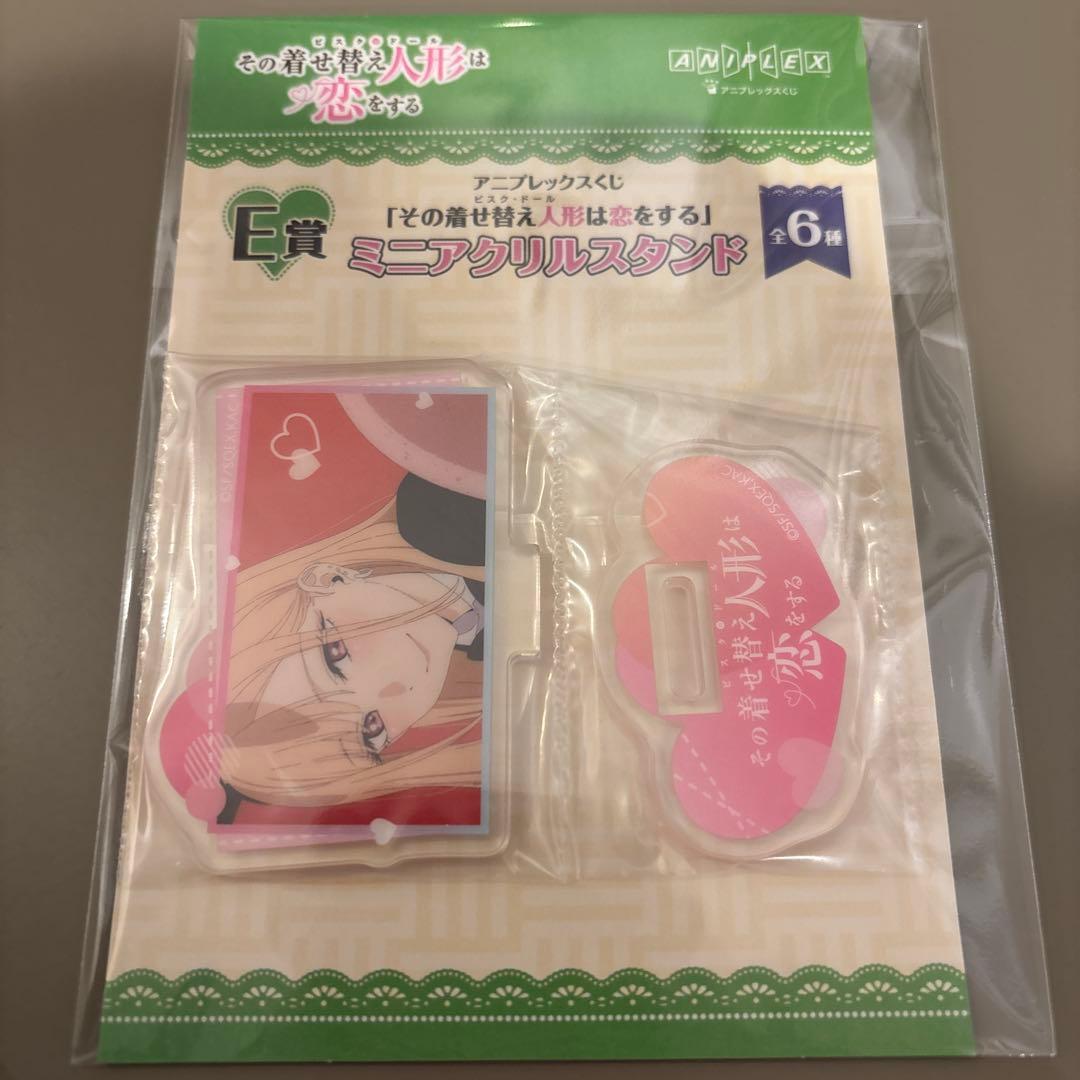 ビスク・ドール
その着せ替え人形は
恋をする
ANIPLEX
アニプレックスくじ
E賞
アニプレックスくじ
ビスク・ドール
「その着せ替え人形は恋をする」
ミニアクリルスタンド
全6種
©SF/SQEX,KAC
©SF/SQEX,KAC
ビスク・ドール
その着せ替え人形は
恋をする